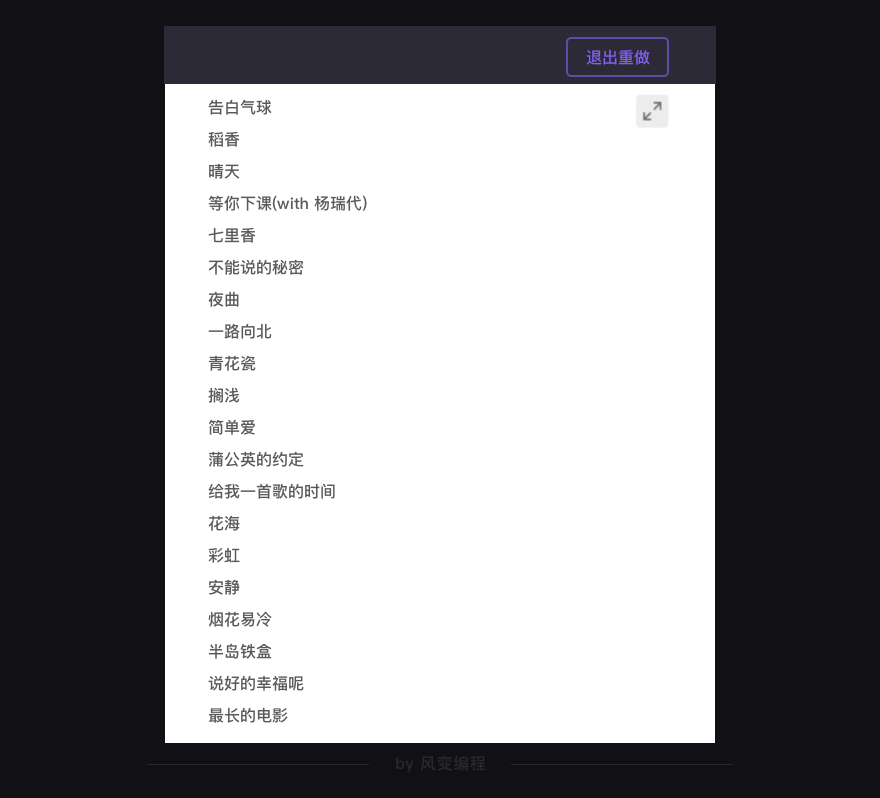 退出重做
告白气球
稻香
晴天
等你下课(with 杨瑞代)
七里香
不能说的秘密
夜曲
一路向北
青花瓷
搁浅
简单爱
蒲公英的约定
给我一首歌的时间
花海
彩虹
安静
烟花易冷
半岛铁盒
说好的幸福呢
最长的电影
by 风变编程